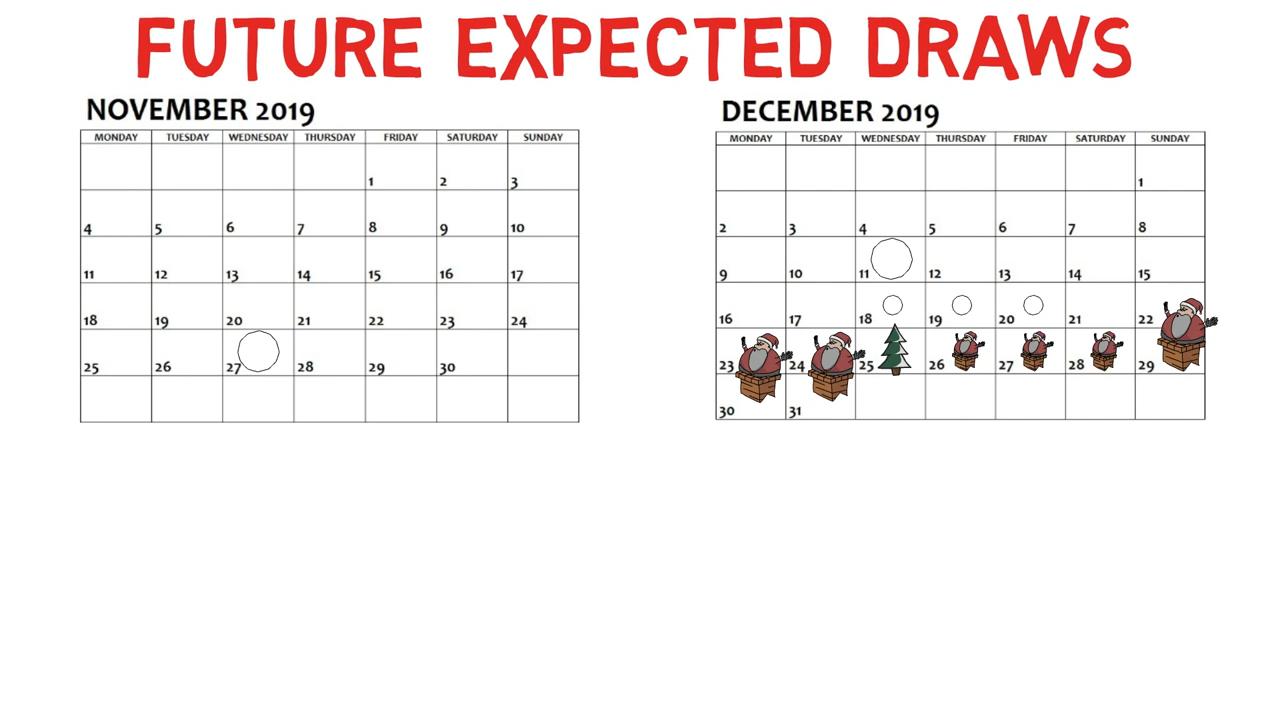 FUTURE EXPECTED DRAWS
NOVEMBER 2019
MONDAY TUESDAY WEDNESDAY THURSDAY FRIDAY SATURDAY SUNDAY
1 2 3
4 5 6 7 8 9 10
11 12 13 14 15 16 17
18 19 20 21 22 23 24
25 26 27 28 29 30
DECEMBER 2019
MONDAY TUESDAY WEDNESDAY THURSDAY FRIDAY SATURDAY SUNDAY
1
2 3 4 5 6 7 8
9 10 11 12 13 14 15
16 17 18 19 20 21 22
23 24 25 26 27 28 29
30 31